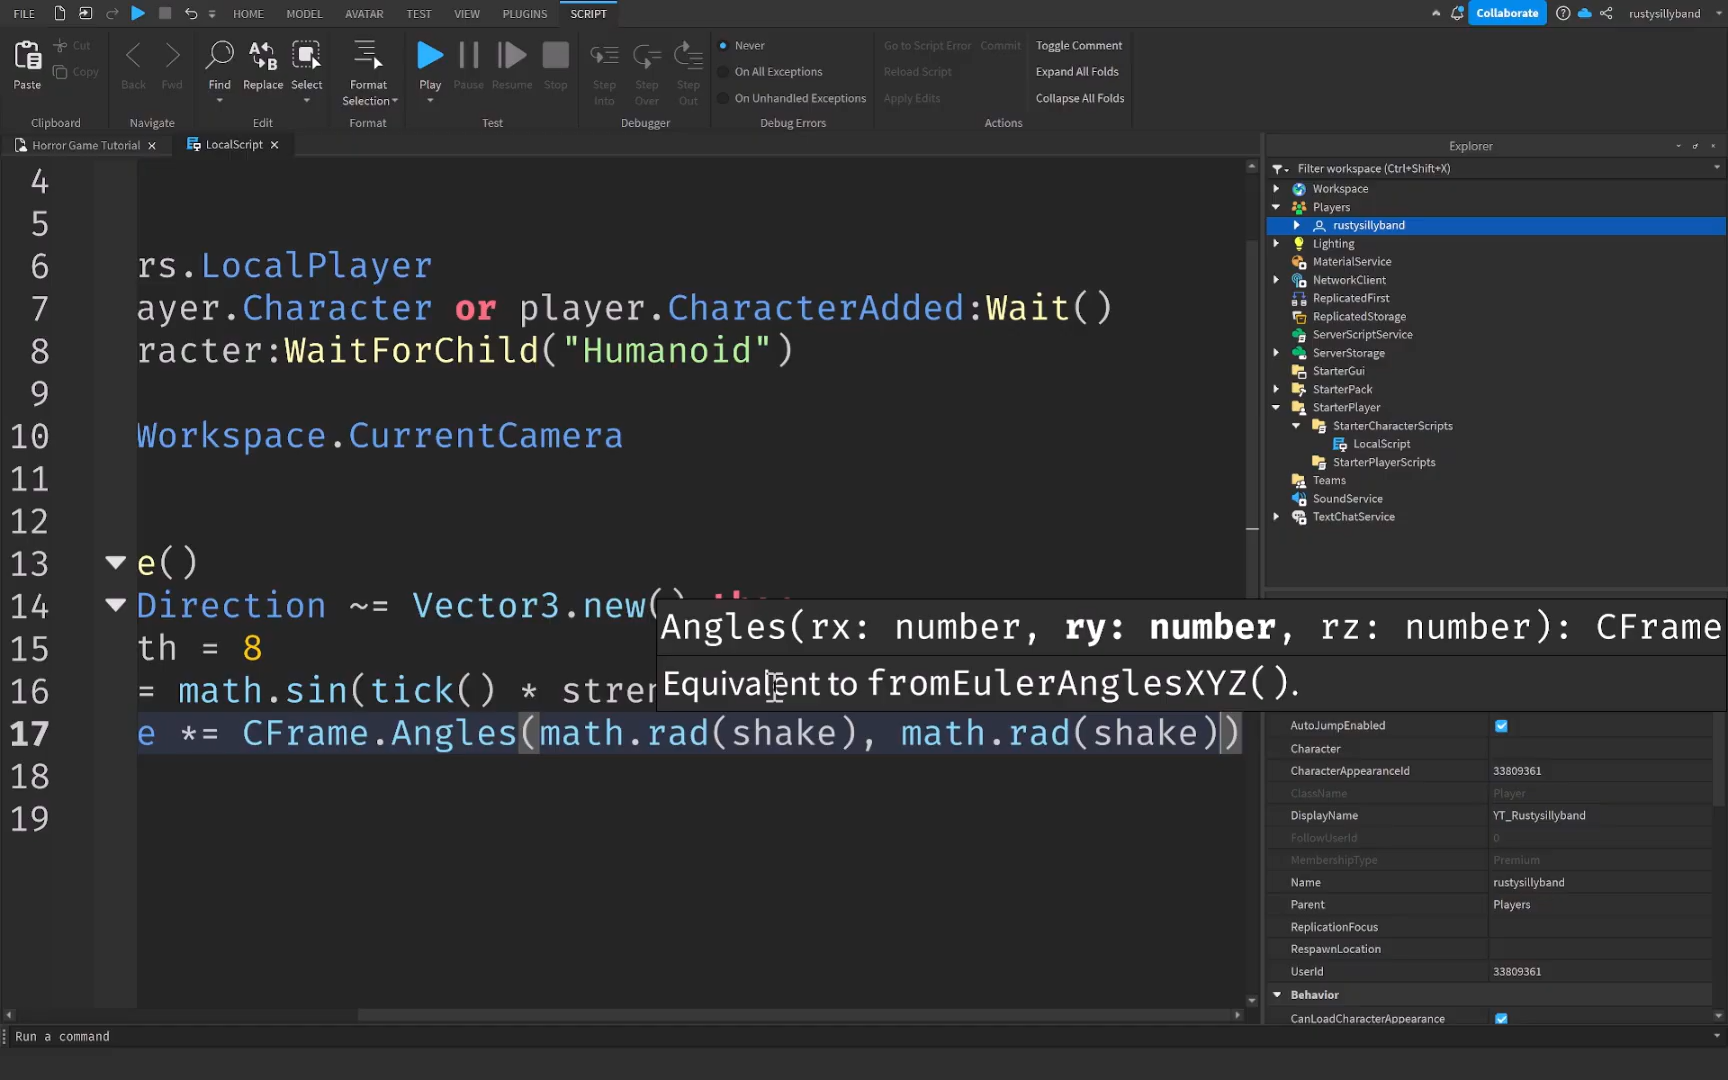 FILE
HOME
MODEL
AVATAR
TEST
VIEW
PLUGINS
SCRIPT
Collaborate
rustysillyband
Paste
Cut
Copy
Clipboard
Back
Fwd
Navigate
Find
Replace
Select
Edit
Format
Selection
Format
Play
Pause
Resume
Stop
Test
Step
Into
Step
Over
Step
Out
Debugger
Never
On All Exceptions
On Unhandled Exceptions
Debug Errors
Go to Script Error
Commit
Reload Script
Apply Edits
Toggle Comment
Expand All Folds
Collapse All Folds
Actions
Horror Game Tutorial
LocalScript
4
5
6 rs.LocalPlayer
7 ayer.Character or player.CharacterAdded:Wait()
8 racter:WaitForChild("Humanoid")
9
10 Workspace.CurrentCamera
11
12
13 e()
14 Direction ~= Vector3.new() then
15 th = 8
16 = math.sin(tick() * stren
17 e *= CFrame.Angles(math.rad(shake), math.rad(shake))
18
19
Angles(rx: number, ry: number, rz: number): CFrame
Equivalent to fromEulerAnglesXYZ().
Explorer
Filter workspace (Ctrl+Shift+X)
Workspace
Players
rustysillyband
Lighting
MaterialService
NetworkClient
ReplicatedFirst
ReplicatedStorage
ServerScriptService
ServerStorage
StarterGui
StarterPack
StarterPlayer
StarterCharacterScripts
LocalScript
StarterPlayerScripts
Teams
SoundService
TextChatService
AutoJumpEnabled
Character
CharacterAppearanceId 33809361
ClassName Player
DisplayName YT_Rustysillyband
FollowUserId 0
MembershipType Premium
Name rustysillyband
Parent Players
ReplicationFocus
RespawnLocation
UserId 33809361
Behavior
CanLoadCharacterAppearance
Run a command